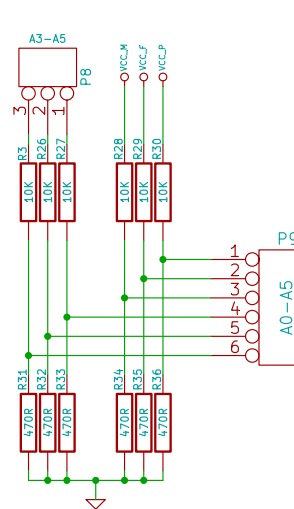 A3-A5
P8
3 2 1
VCC_M
VCC_F
VCC_P
R3 10K
R26 10K
R27 10K
R28 10K
R29 10K
R30 10K
P9
A0-A5
1
2
3
4
5
6
R31 470R
R32 470R
R33 470R
R34 470R
R35 470R
R36 470R